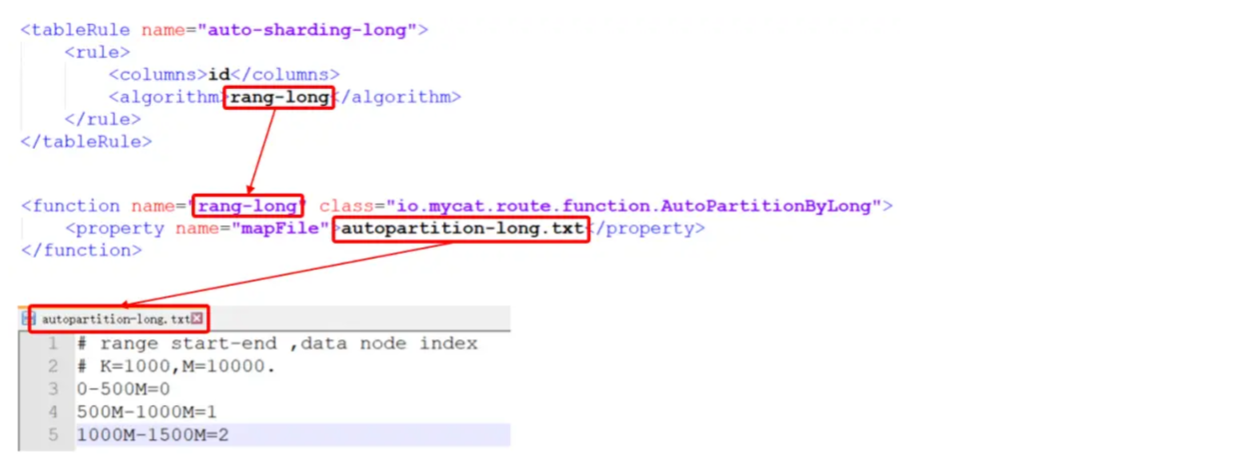 <tableRule name="auto-sharding-long">
<rule>
<columns>id</columns>
<algorithm>rang-long</algorithm>
</rule>
</tableRule>
<function name="rang-long" class="io.mycat.route.function.AutoPartitionByLong">
<property name="mapFile">autopartition-long.txt</property>
</function>
autopartition-long.txt
1 # range start-end ,data node index
2 # K=1000,M=10000.
3 0-500M=0
4 500M-1000M=1
5 1000M-1500M=2